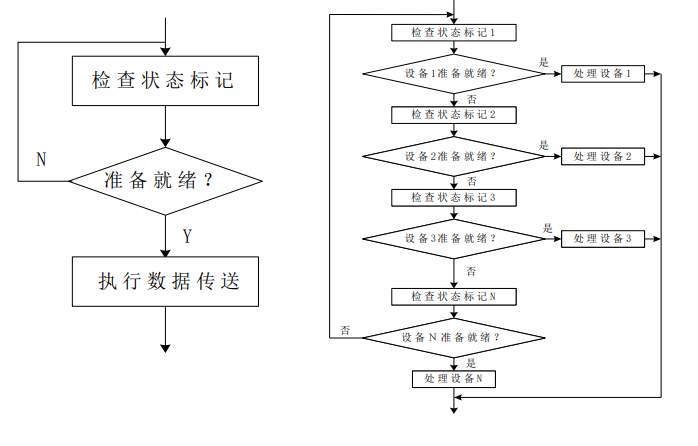 检查状态标记
N
准备就绪？
Y
执行数据传送
检查状态标记1
设备1准备就绪？
是
处理设备1
否
检查状态标记2
设备2准备就绪？
是
处理设备2
否
检查状态标记3
设备3准备就绪？
是
处理设备3
否
检查状态标记N
否
设备N准备就绪？
是
处理设备N